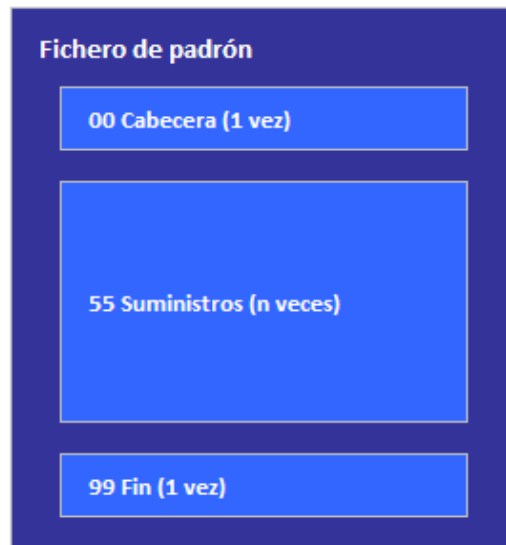 Fichero de padrón
00 Cabecera (1 vez)
55 Suministros (n veces)
99 Fin (1 vez)